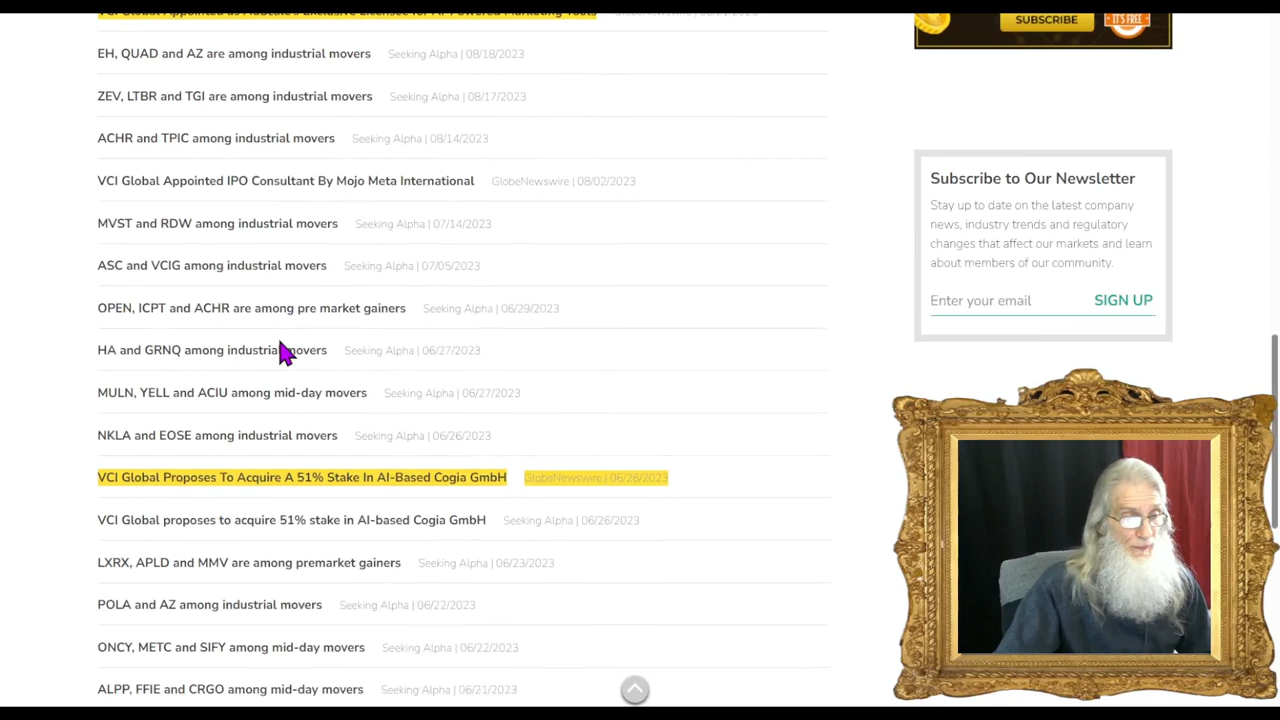 VCI Global Appointed as AdScale's Exclusive Licensee for AI-Powered Marketing Tools
SUBSCRIBE
IT'S FREE
EH, QUAD and AZ are among industrial movers Seeking Alpha | 08/18/2023
ZEV, LTBR and TGI are among industrial movers Seeking Alpha | 08/17/2023
ACHR and TPIC among industrial movers Seeking Alpha | 08/14/2023
VCI Global Appointed IPO Consultant By Mojo Meta International GlobeNewswire | 08/02/2023
MVST and RDW among industrial movers Seeking Alpha | 07/14/2023
ASC and VCIG among industrial movers Seeking Alpha | 07/05/2023
OPEN, ICPT and ACHR are among pre market gainers Seeking Alpha | 06/29/2023
HA and GRNQ among industrial movers Seeking Alpha | 06/27/2023
MULN, YELL and ACIU among mid-day movers Seeking Alpha | 06/27/2023
NKLA and EOSE among industrial movers Seeking Alpha | 06/26/2023
VCI Global Proposes To Acquire A 51% Stake In AI-Based Cogia GmbH GlobeNewswire | 06/26/2023
VCI Global proposes to acquire 51% stake in AI-based Cogia GmbH Seeking Alpha | 06/26/2023
LXRX, APLD and MMV are among premarket gainers Seeking Alpha | 06/23/2023
POLA and AZ among industrial movers Seeking Alpha | 06/22/2023
ONCY, METC and SIFY among mid-day movers Seeking Alpha | 06/22/2023
ALPP, FFIE and CRGO among mid-day movers Seeking Alpha | 06/21/2023
Subscribe to Our Newsletter
Stay up to date on the latest company
news, industry trends and regulatory
changes that affect our markets and learn
about members of our community.
Enter your email SIGN UP